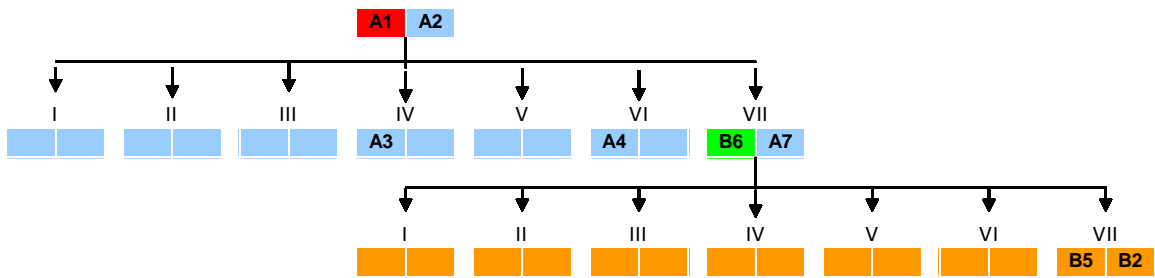 A1 A2
I II III IV V VI VII
A3 A4 B6 A7
I II III IV V VI VII
B5 B2